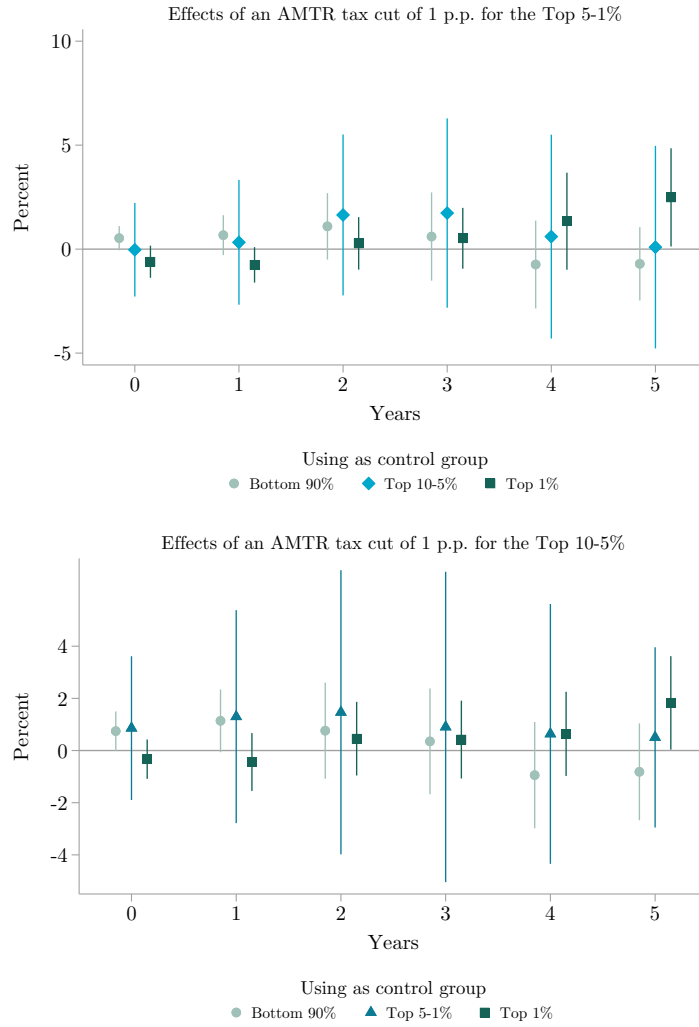 Effects of an AMTR tax cut of 1 p.p. for the Top 5-1%
10
5
0
-5
Percent
0 1 2 3 4 5
Years
Using as control group
Bottom 90% Top 10-5% Top 1%
Effects of an AMTR tax cut of 1 p.p. for the Top 10-5%
4
2
0
-2
-4
Percent
0 1 2 3 4 5
Years
Using as control group
Bottom 90% Top 5-1% Top 1%